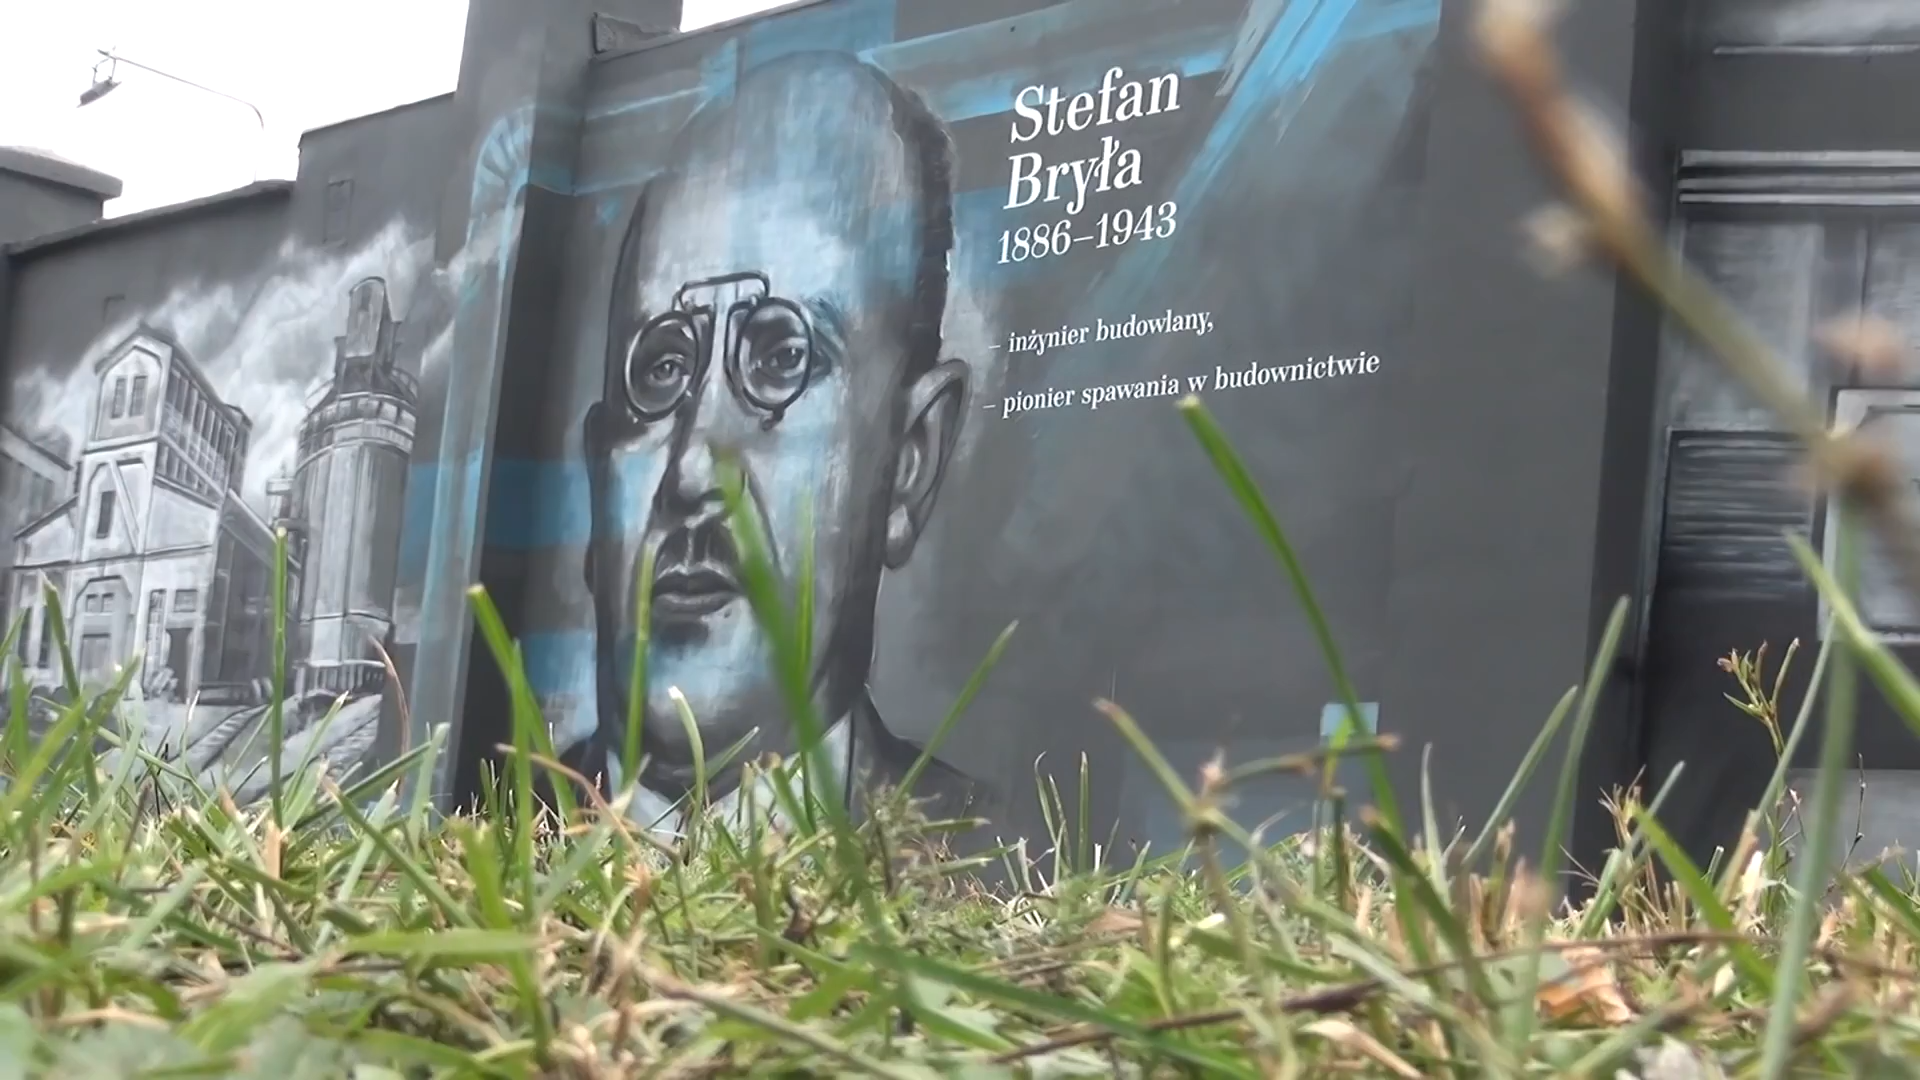 Stefan
Bryła
1886–1943
– inżynier budowlany,
– pionier spawania w budownictwie